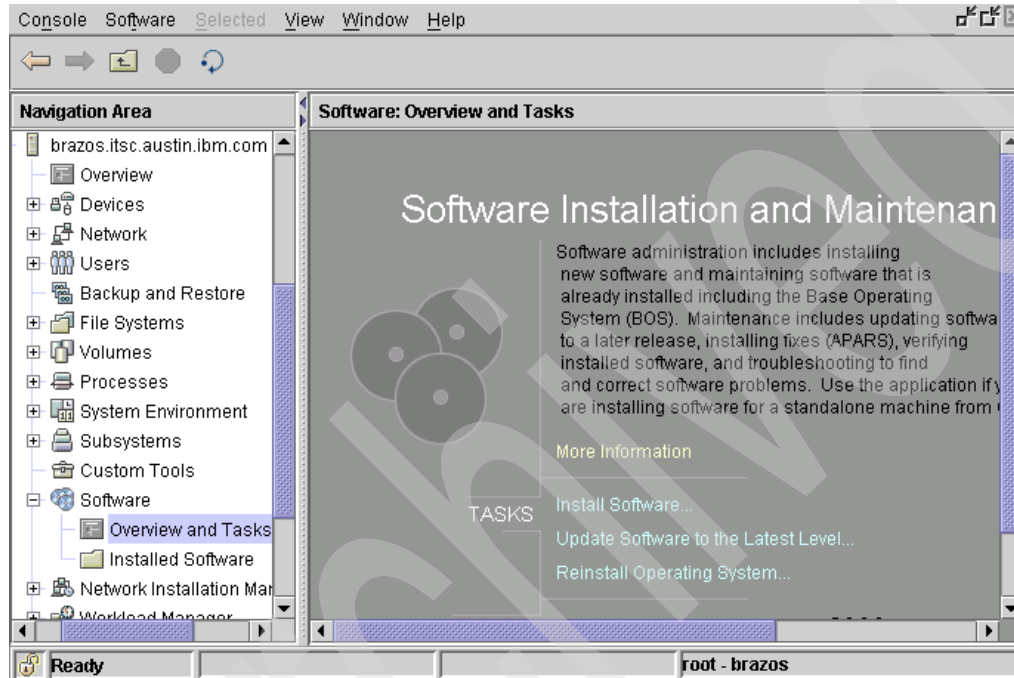 Console Software Selected View Window Help
Navigation Area
Software: Overview and Tasks
brazos.itsc.austin.ibm.com
Overview
Devices
Network
Users
Backup and Restore
File Systems
Volumes
Processes
System Environment
Subsystems
Custom Tools
Software
Overview and Tasks
Installed Software
Network Installation Man
Workload Manager
Software Installation and Maintenan
Software administration includes installing
new software and maintaining software that is
already installed including the Base Operating
System (BOS). Maintenance includes updating softwa
to a later release, installing fixes (APARS), verifying
installed software, and troubleshooting to find
and correct software problems. Use the application if y
are installing software for a standalone machine from
More Information
TASKS
Install Software...
Update Software to the Latest Level...
Reinstall Operating System...
Ready
root - brazos